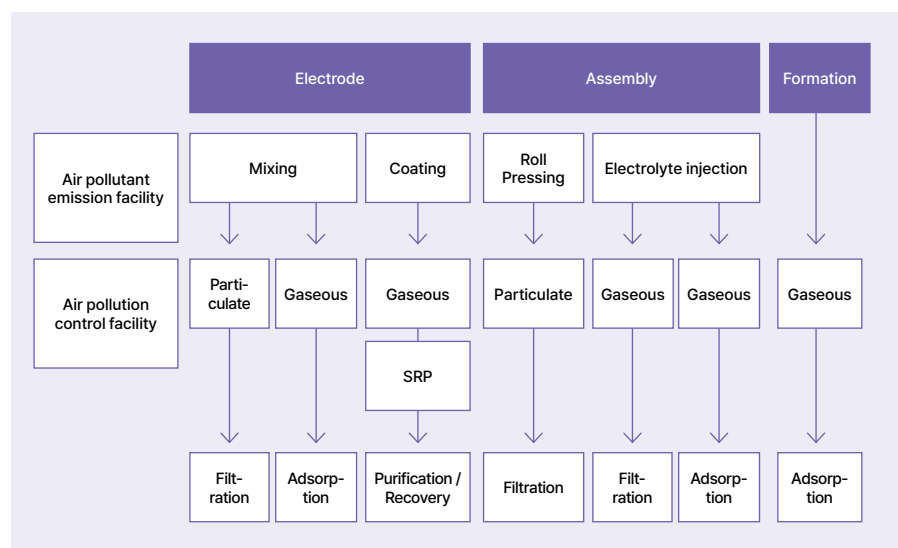 Electrode
Assembly
Formation
Air pollutant
emission facility
Mixing
Coating
Roll
Pressing
Electrolyte injection
Air pollution
control facility
Parti-
culate
Gaseous
Gaseous
Particulate
Gaseous
Gaseous
Gaseous
SRP
Filt-
ration
Adsorp-
tion
Purification /
Recovery
Filtration
Filt-
ration
Adsorp-
tion
Adsorp-
tion